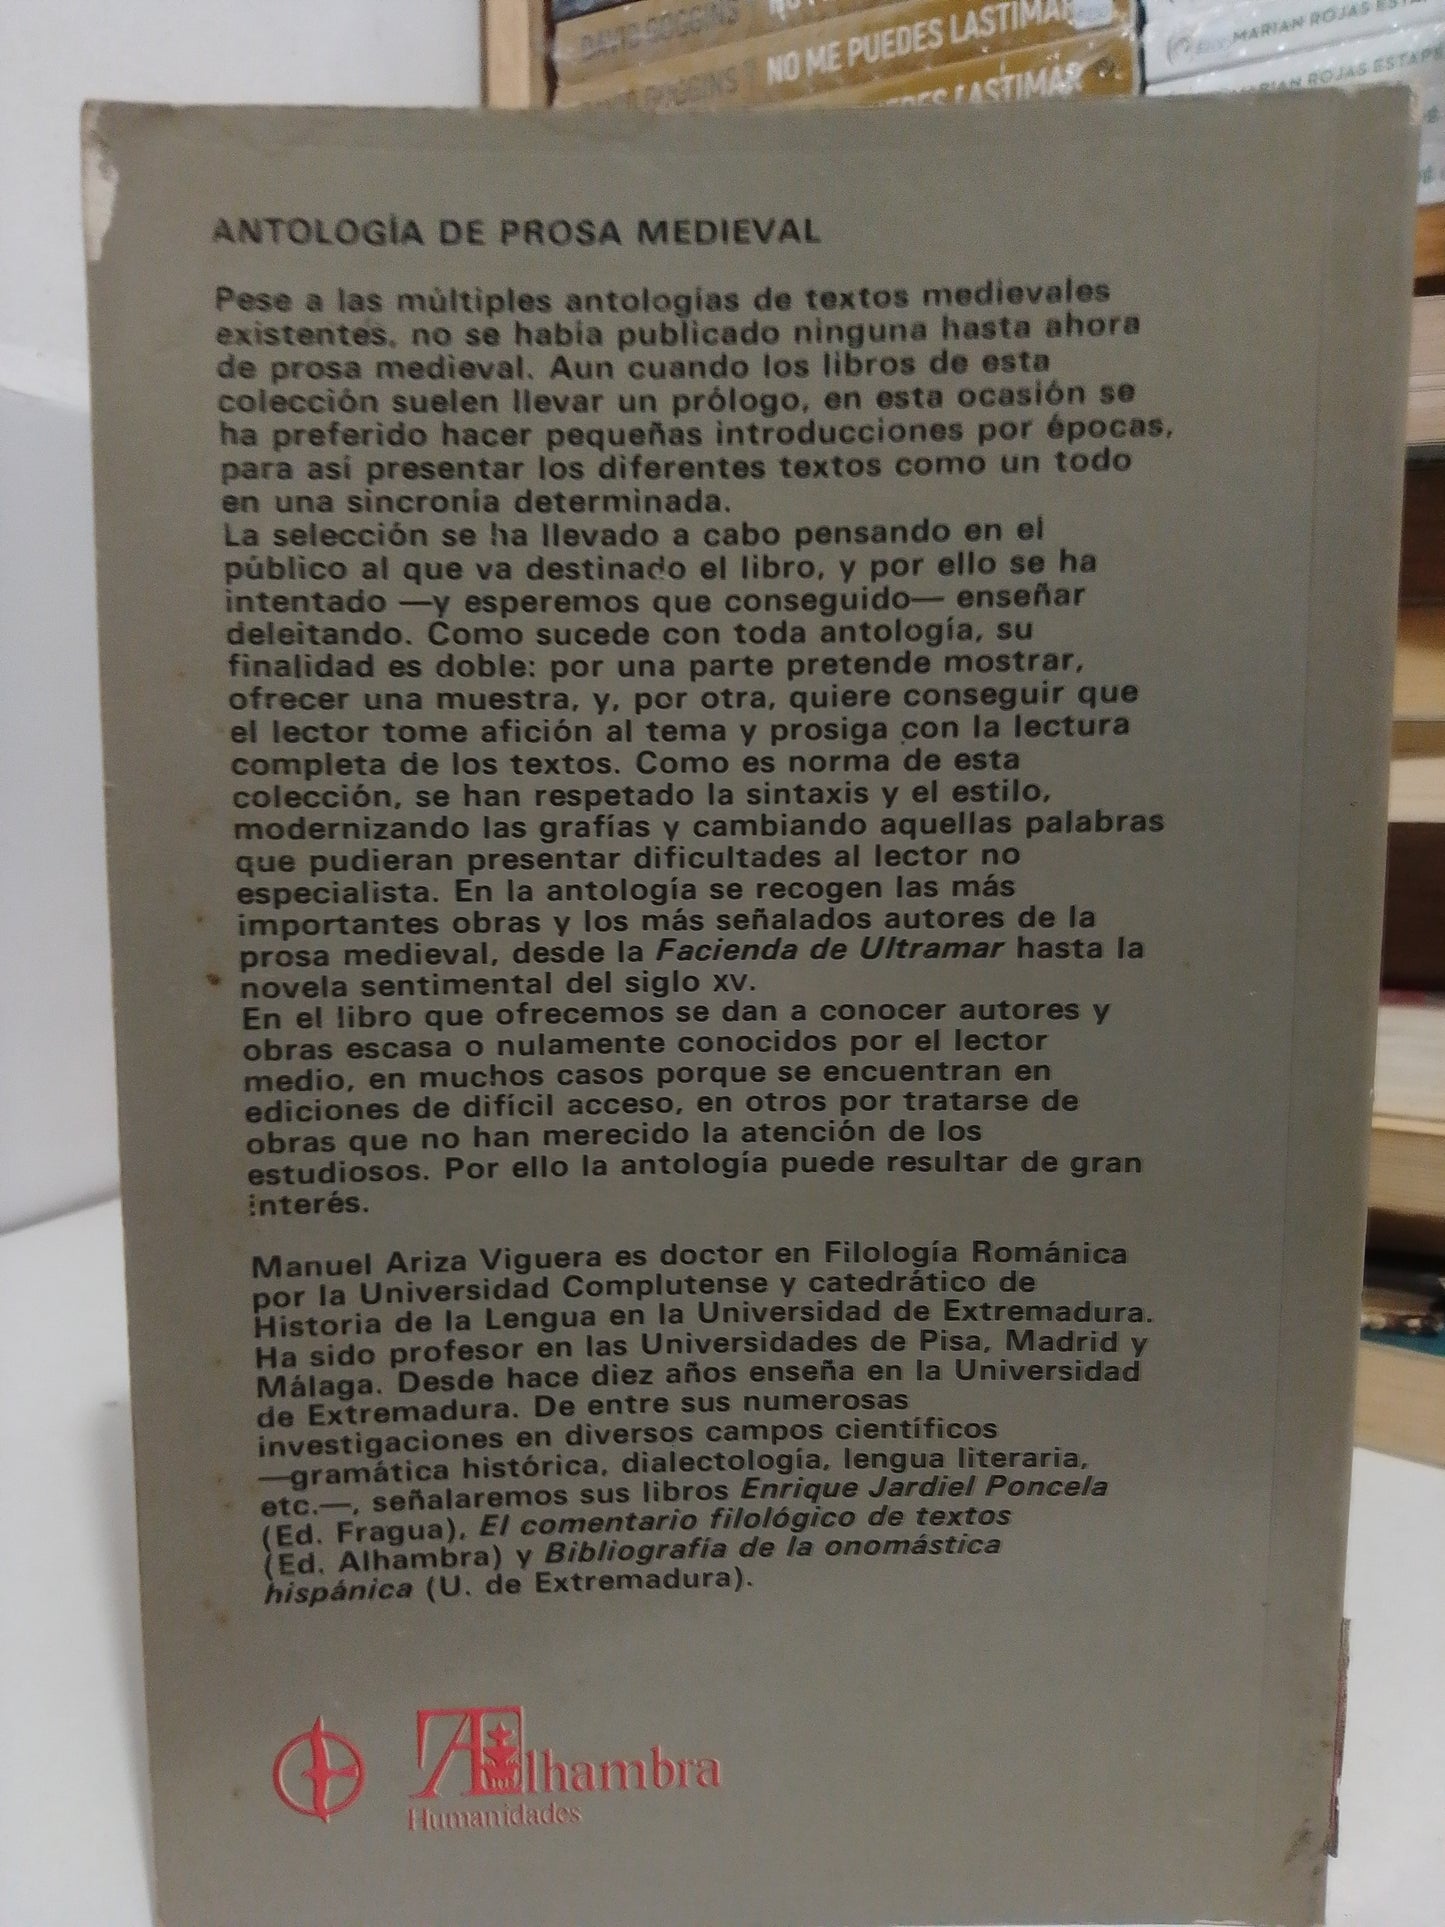 DAVID GOGGINS
NO ME PUEDES LASTIMAR
MARIAN ROJAS
LASTIMAR
MARIAN ROJAS ESTAPÉ
ANTOLOGÍA DE PROSA MEDIEVAL
Pese a las múltiples antologías de textos medievales
existentes, no se había publicado ninguna hasta ahora
de prosa medieval. Aun cuando los libros de esta
colección suelen llevar un prólogo, en esta ocasión se
ha preferido hacer pequeñas introducciones por épocas,
para así presentar los diferentes textos como un todo
en una sincronía determinada.
La selección se ha llevado a cabo pensando en el
público al que va destinado el libro, y por ello se ha
intentado —y esperemos que conseguido— enseñar
deleitando. Como sucede con toda antología, su
finalidad es doble: por una parte pretende mostrar,
ofrecer una muestra, y, por otra, quiere conseguir que
el lector tome afición al tema y prosiga con la lectura
completa de los textos. Como es norma de esta
colección, se han respetado la sintaxis y el estilo,
modernizando las grafías y cambiando aquellas palabras
que pudieran presentar dificultades al lector no
especialista. En la antología se recogen las más
importantes obras y los más señalados autores de la
prosa medieval, desde la Facienda de Ultramar hasta la
novela sentimental del siglo XV.
En el libro que ofrecemos se dan a conocer autores y
obras escasa o nulamente conocidos por el lector
medio, en muchos casos porque se encuentran en
ediciones de difícil acceso, en otros por tratarse de
obras que no han merecido la atención de los
estudiosos. Por ello la antología puede resultar de gran
interés.
Manuel Ariza Viguera es doctor en Filología Románica
por la Universidad Complutense y catedrático de
Historia de la Lengua en la Universidad de Extremadura.
Ha sido profesor en las Universidades de Pisa, Madrid y
Málaga. Desde hace diez años enseña en la Universidad
de Extremadura. De entre sus numerosas
investigaciones en diversos campos científicos
—gramática histórica, dialectología, lengua literaria,
etc.—, señalaremos sus libros Enrique Jardiel Poncela
(Ed. Fragua), El comentario filológico de textos
(Ed. Alhambra) y Bibliografía de la onomástica
hispánica (U. de Extremadura).
Alhambra
Humanidades